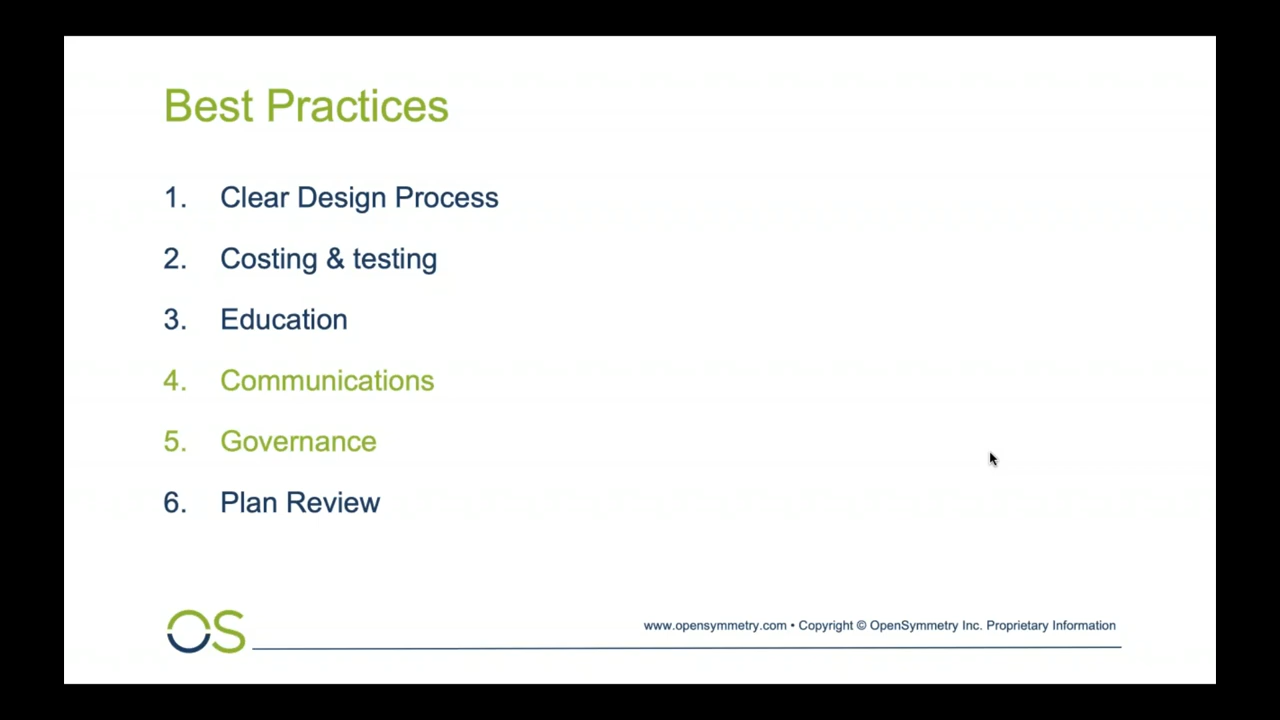 Best Practices
1. Clear Design Process
2. Costing & testing
3. Education
4. Communications
5. Governance
6. Plan Review
OS
www.opensymmetry.com • Copyright © OpenSymmetry Inc. Proprietary Information